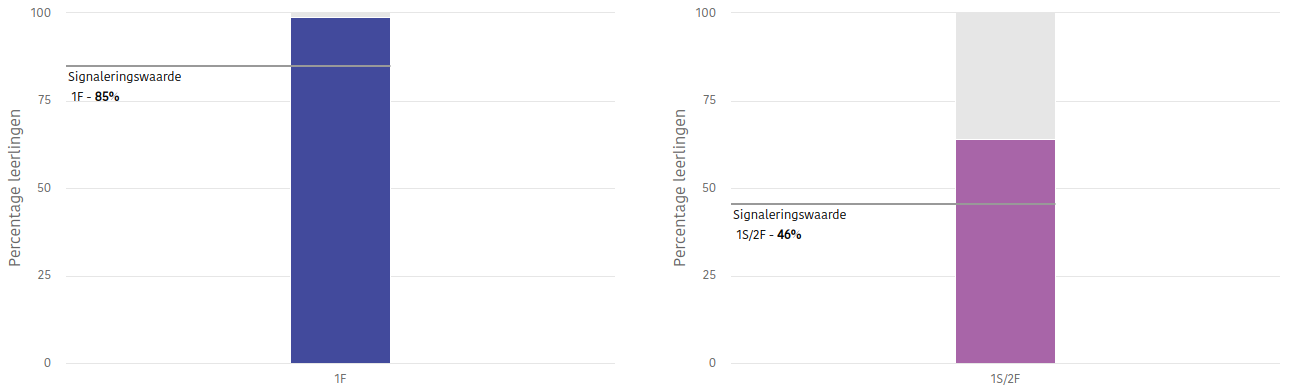 100
75
50
25
0
Percentage leerlingen
Signaleringswaarde
1F - 85%
1F
100
75
50
25
0
Percentage leerlingen
Signaleringswaarde
1S/2F - 46%
1S/2F